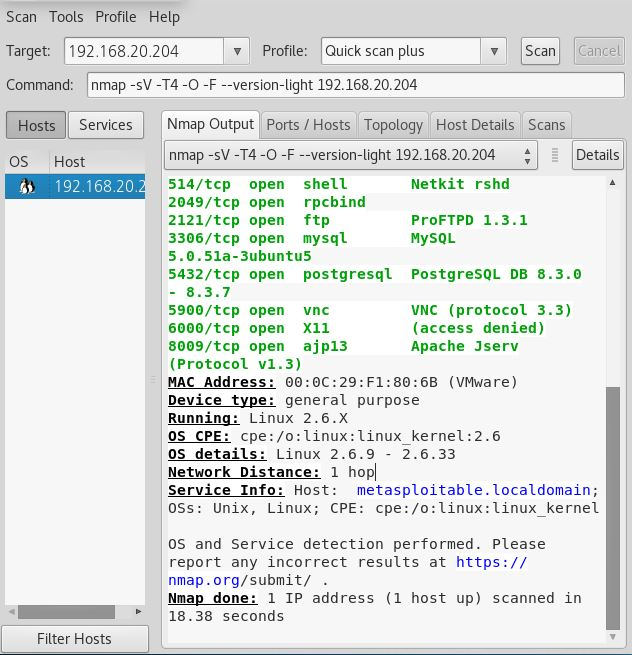 Scan Tools Profile Help
Target: 192.168.20.204 Profile: Quick scan plus Scan Cancel
Command: nmap -sV -T4 -O -F --version-light 192.168.20.204
Hosts Services Nmap Output Ports / Hosts Topology Host Details Scans
nmap -sV -T4 -O -F --version-light 192.168.20.204 Details
OS Host
192.168.20.2
514/tcp open shell Netkit rshd
2049/tcp open rpcbind
2121/tcp open ftp ProFTPD 1.3.1
3306/tcp open mysql MySQL
5.0.51a-3ubuntu5
5432/tcp open postgresql PostgreSQL DB 8.3.0
- 8.3.7
5900/tcp open vnc VNC (protocol 3.3)
6000/tcp open X11 (access denied)
8009/tcp open ajp13 Apache Jserv
(Protocol v1.3)
MAC Address: 00:0C:29:F1:80:6B (VMware)
Device type: general purpose
Running: Linux 2.6.X
OS CPE: cpe:/o:linux:linux_kernel:2.6
OS details: Linux 2.6.9 - 2.6.33
Network Distance: 1 hop
Service Info: Host: metasploitable.localdomain;
OSs: Unix, Linux; CPE: cpe:/o:linux:linux_kernel
OS and Service detection performed. Please
report any incorrect results at https://
nmap.org/submit/ .
Nmap done: 1 IP address (1 host up) scanned in
18.38 seconds
Filter Hosts